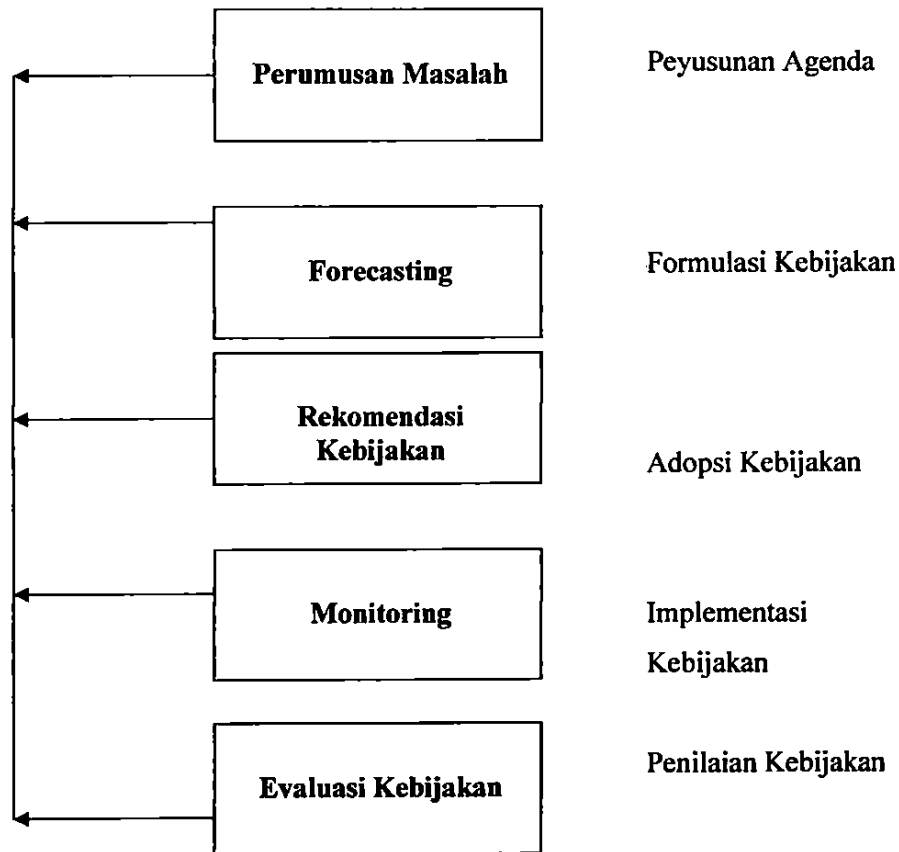 Perumusan Masalah
Peyusunan Agenda
Forecasting
Formulasi Kebijakan
Rekomendasi
Kebijakan
Adopsi Kebijakan
Monitoring
Implementasi
Kebijakan
Evaluasi Kebijakan
Penilaian Kebijakan